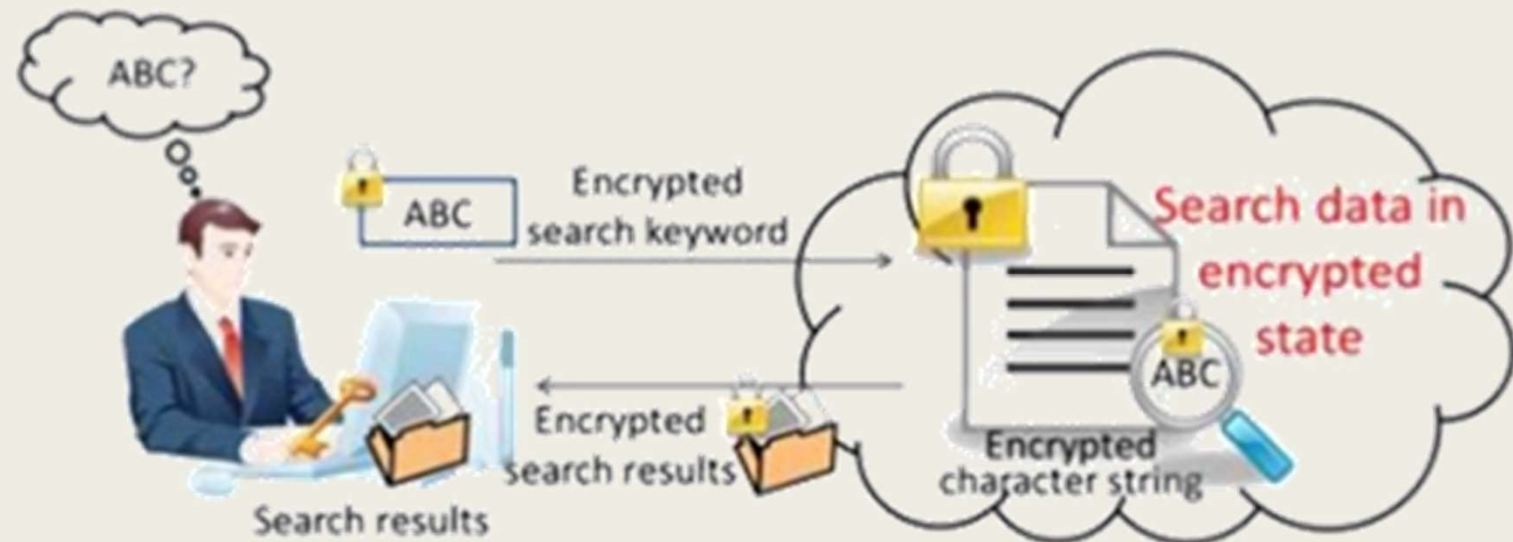 ABC?
ABC
Encrypted
search keyword
Search data in
encrypted
state
ABC
Encrypted
character string
Encrypted
search results
Search results